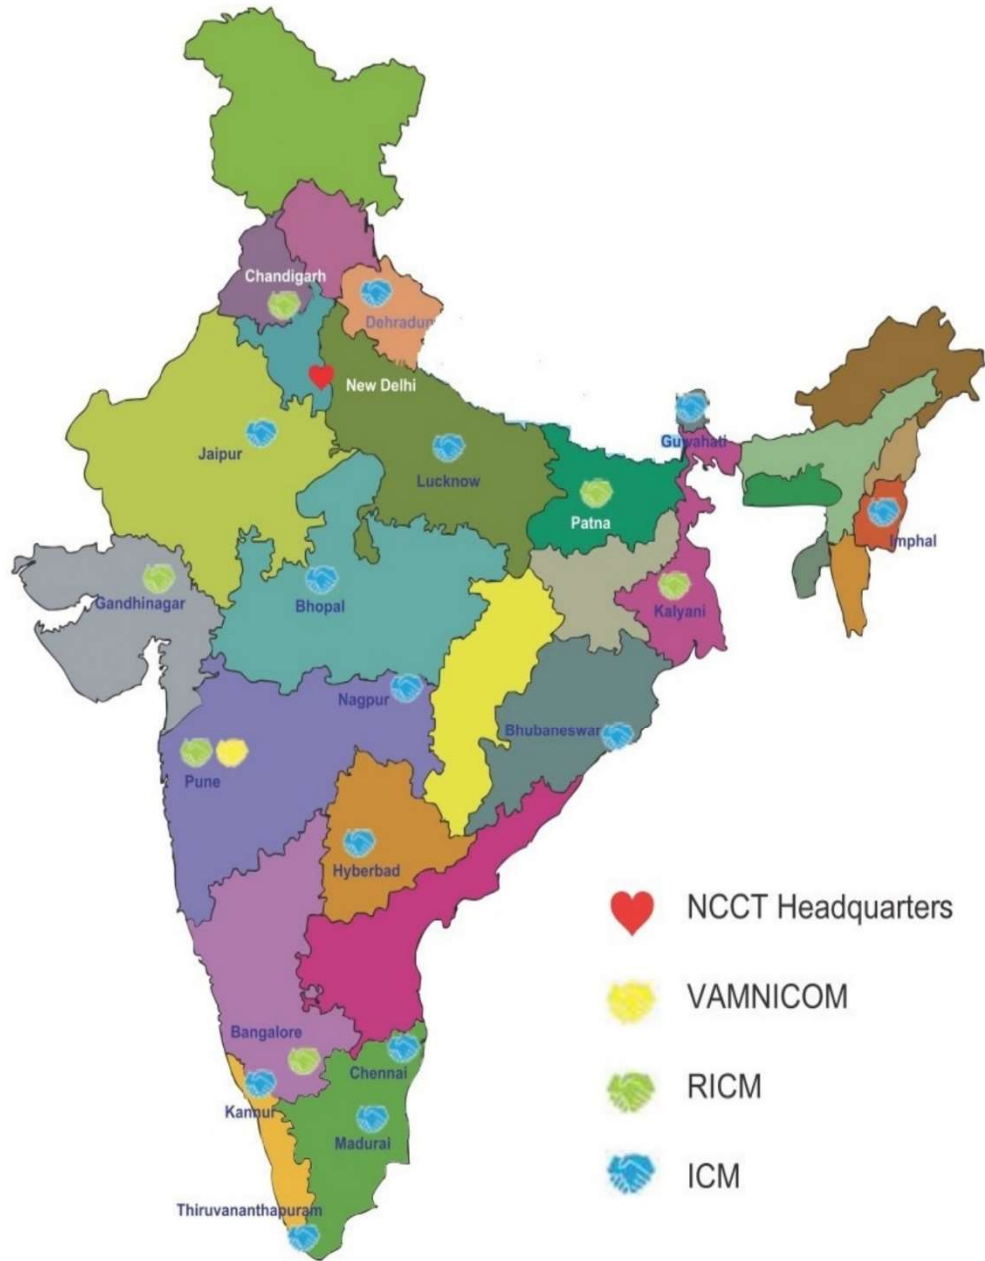 Chandigarh
Dehradun
New Delhi
Jaipur
Lucknow
Guwahati
Patna
Imphal
Gandhinagar
Bhopal
Kalyani
Nagpur
Bhubaneswar
Pune
Hyberbad
NCCT Headquarters
VAMNICOM
Bangalore
Chennai
RICM
Kannur
Madurai
ICM
Thiruvananthapuram